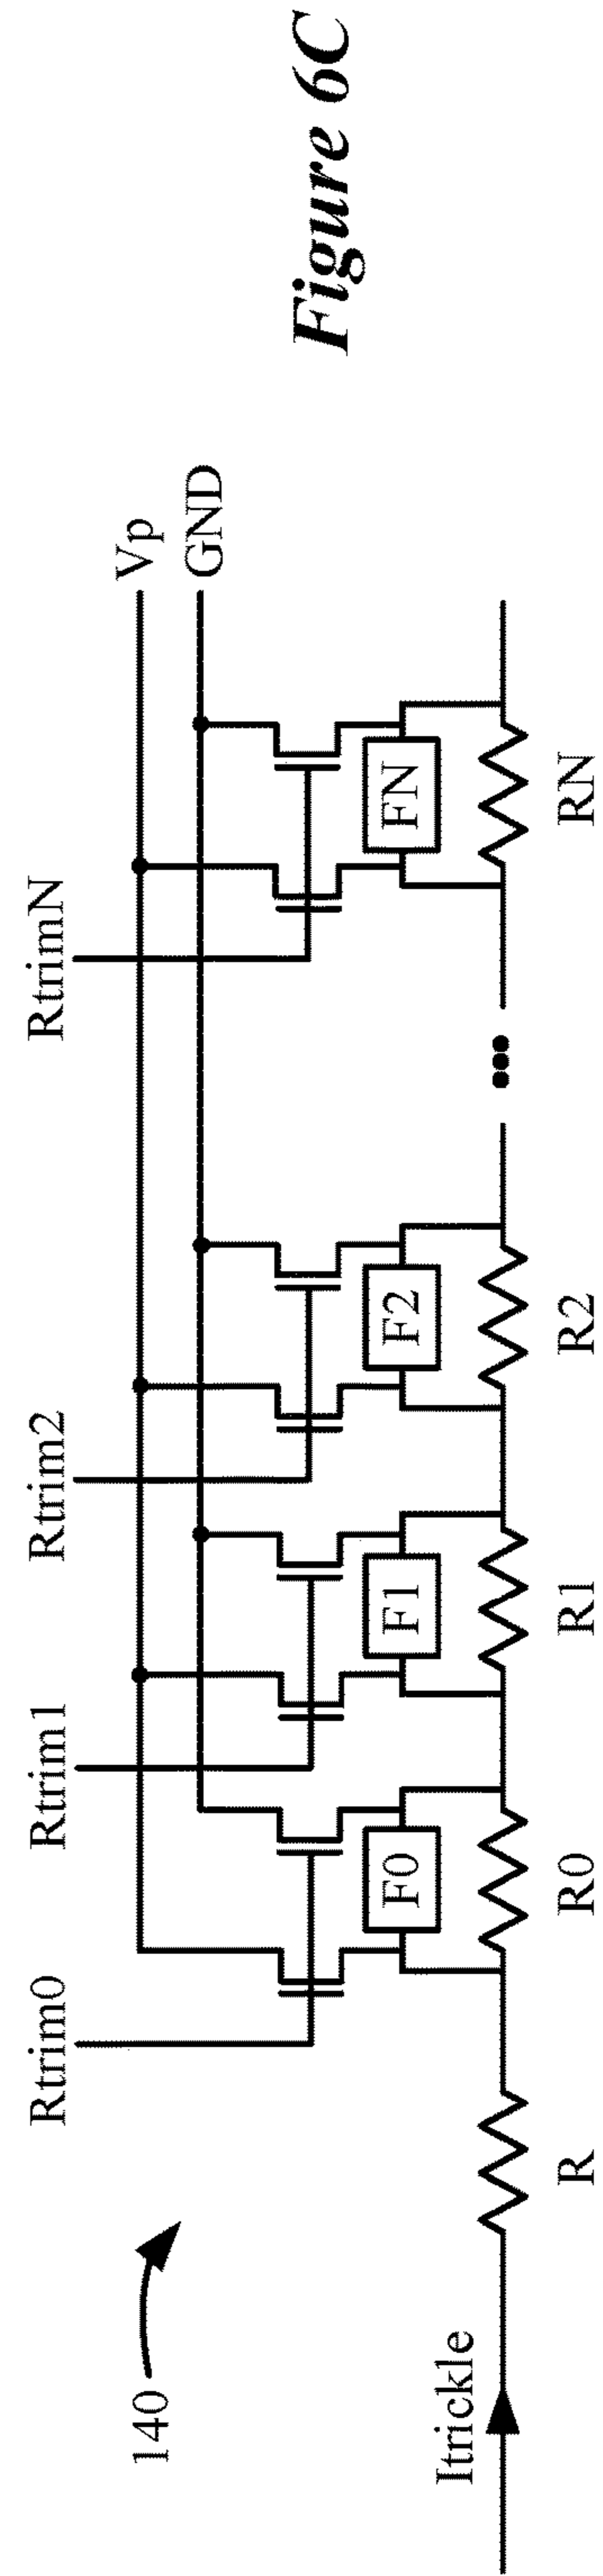 Rtrim0
Rtrim1
Rtrim2
RtrimN
Vp
GND
140
F0
F1
F2
FN
Itrickle
R
R0
R1
R2
RN
Figure 6C